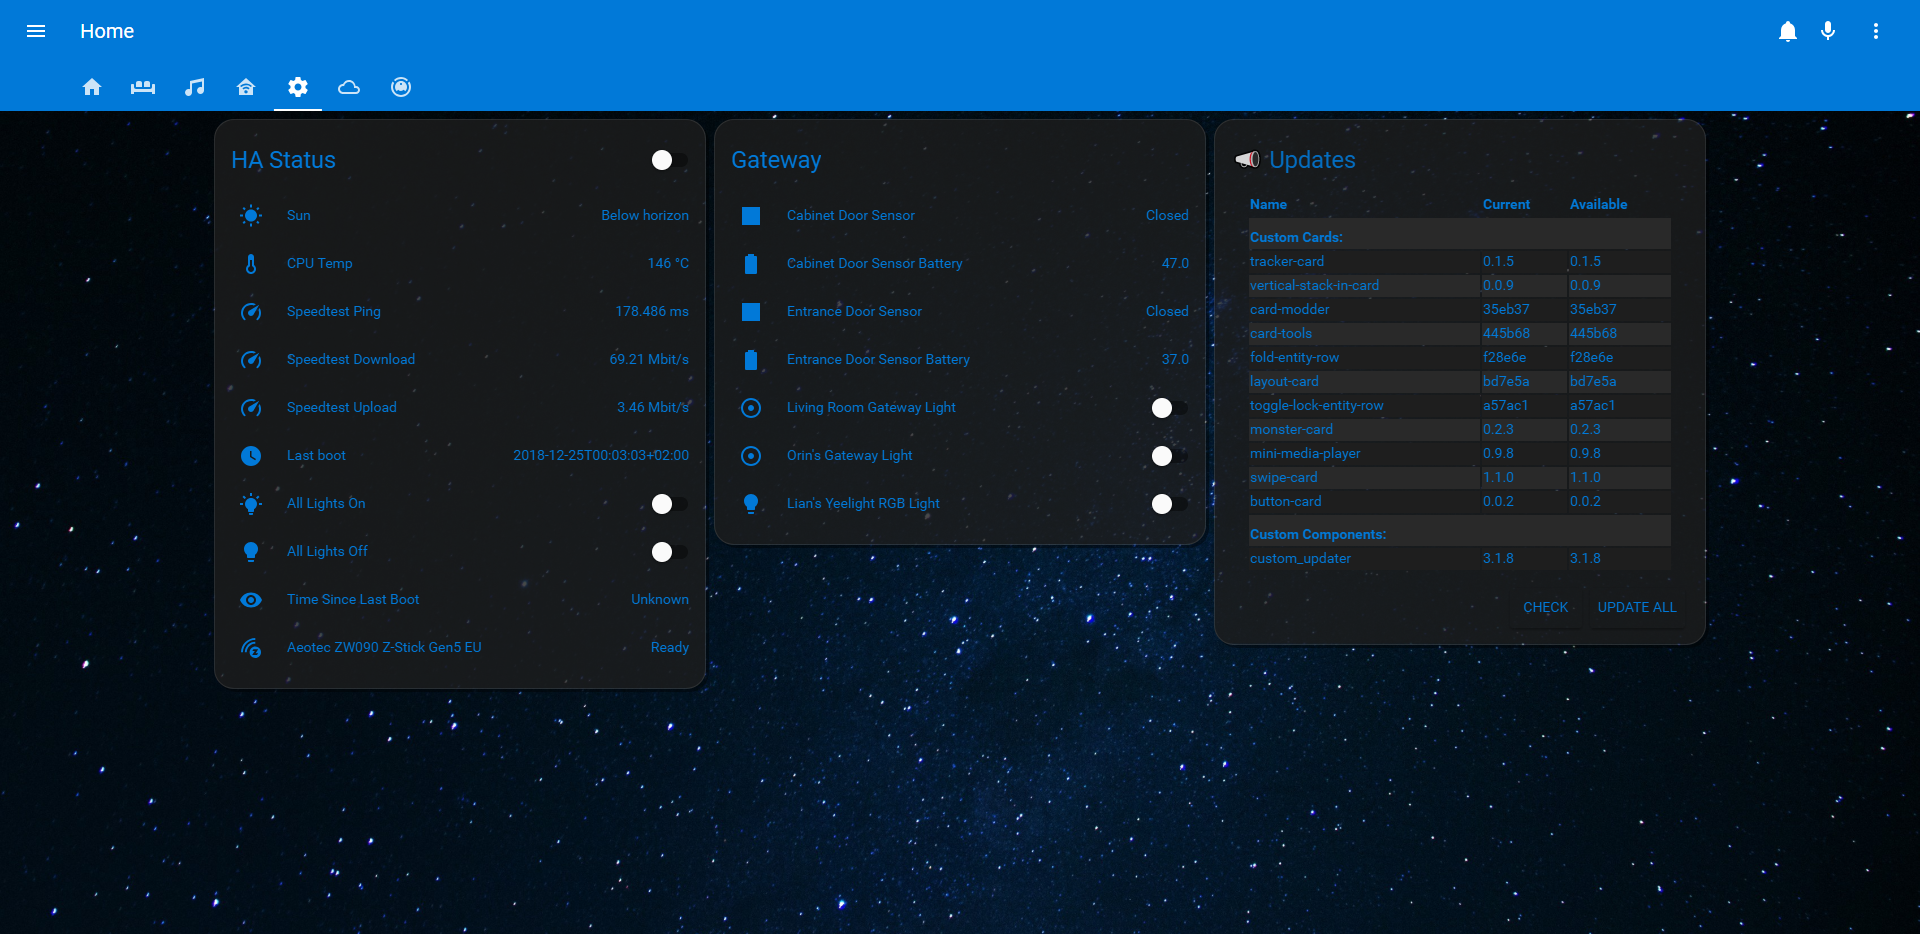 Home
HA Status
Sun Below horizon
CPU Temp 146 °C
Speedtest Ping 178.486 ms
Speedtest Download 69.21 Mbit/s
Speedtest Upload 3.46 Mbit/s
Last boot 2018-12-25T00:03:03+02:00
All Lights On
All Lights Off
Time Since Last Boot Unknown
Aeotec ZW090 Z-Stick Gen5 EU Ready
Gateway
Cabinet Door Sensor Closed
Cabinet Door Sensor Battery 47.0
Entrance Door Sensor Closed
Entrance Door Sensor Battery 37.0
Living Room Gateway Light
Orin's Gateway Light
Lian's Yeelight RGB Light
Updates
Name Current Available
Custom Cards:
tracker-card 0.1.5 0.1.5
vertical-stack-in-card 0.0.9 0.0.9
card-modder 35eb37 35eb37
card-tools 445b68 445b68
fold-entity-row f28e6e f28e6e
layout-card bd7e5a bd7e5a
toggle-lock-entity-row a57ac1 a57ac1
monster-card 0.2.3 0.2.3
mini-media-player 0.9.8 0.9.8
swipe-card 1.1.0 1.1.0
button-card 0.0.2 0.0.2
Custom Components:
custom_updater 3.1.8 3.1.8
CHECK UPDATE ALL